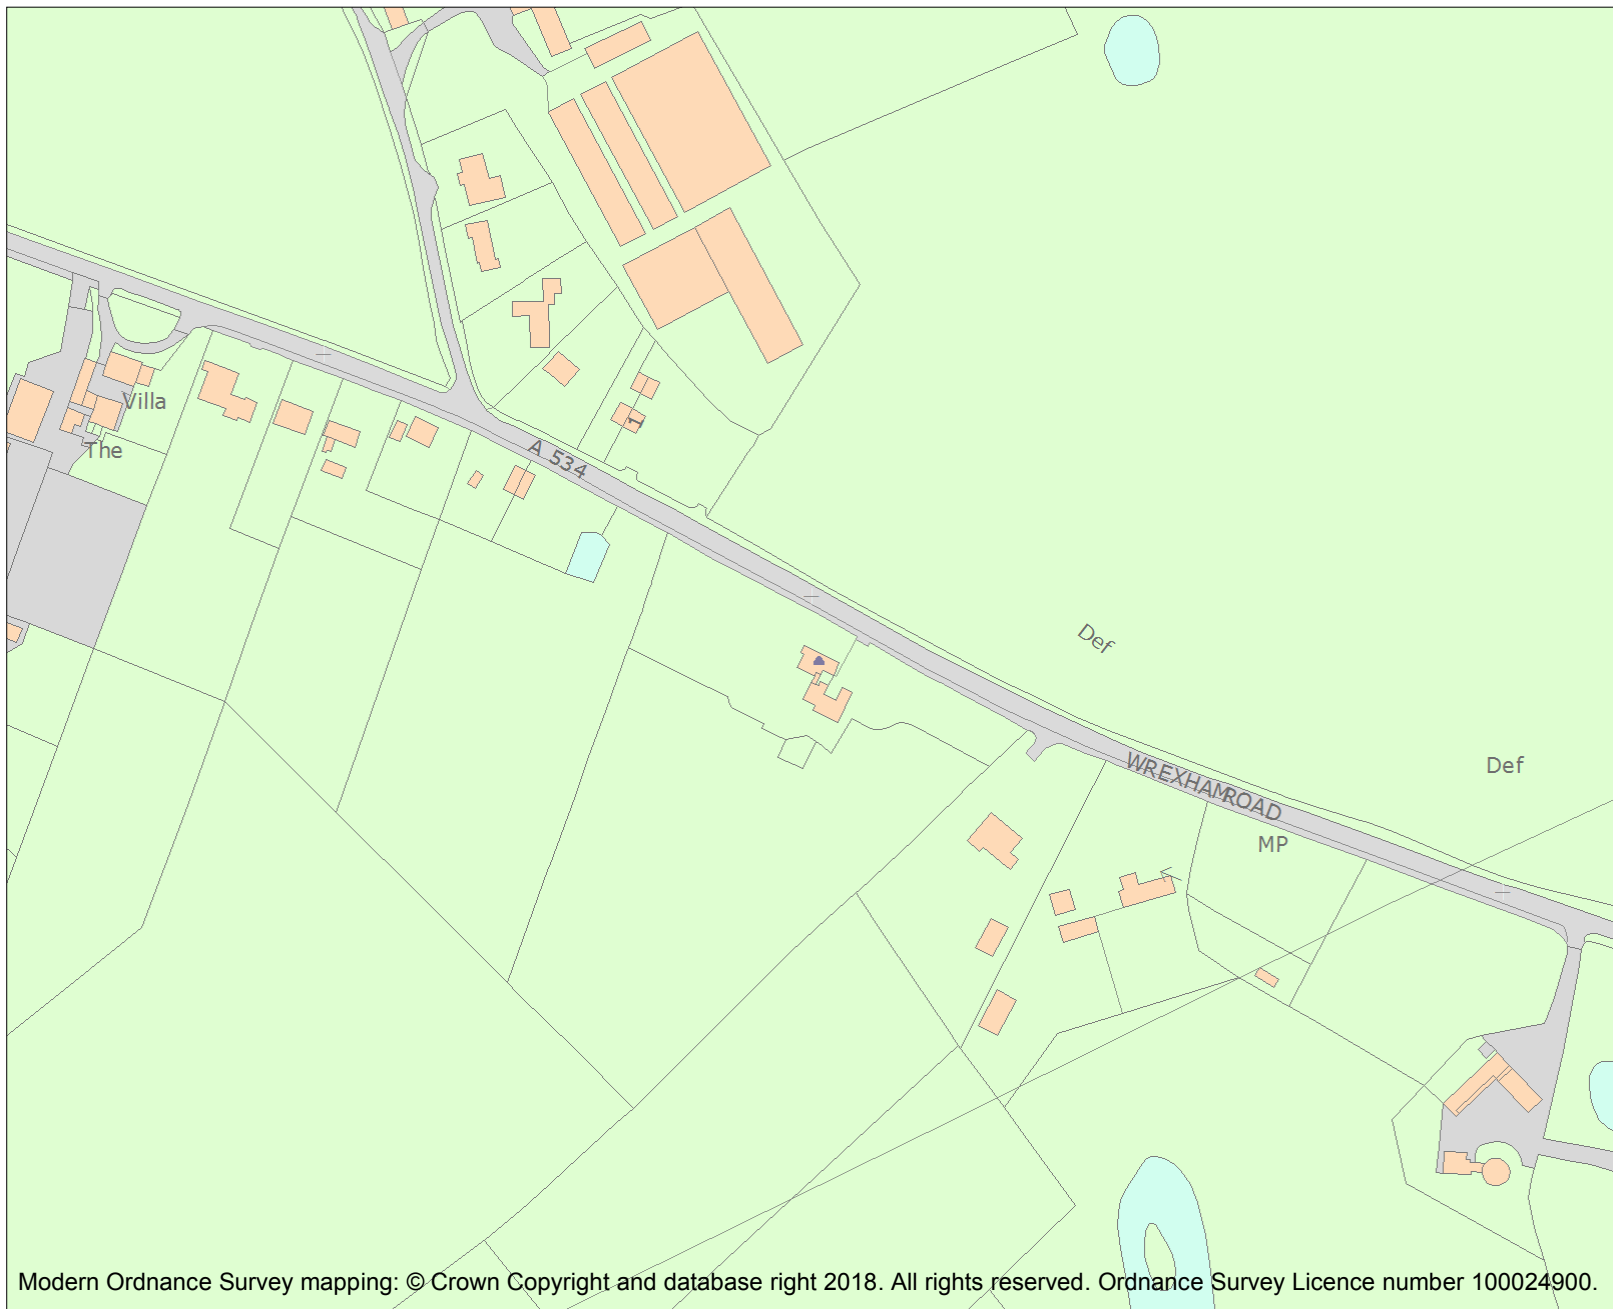 Villa
The
1
A 534
Def
Def
WREXHAM ROAD
MP
Modern Ordnance Survey mapping: © Crown Copyright and database right 2018. All rights reserved. Ordnance Survey Licence number 100024900.